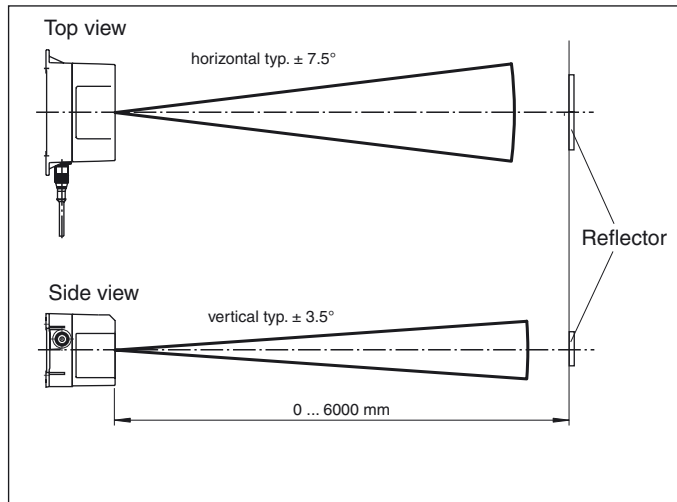 Top view
horizontal typ. ± 7.5°
Reflector
Side view
vertical typ. ± 3.5°
0 ... 6000 mm